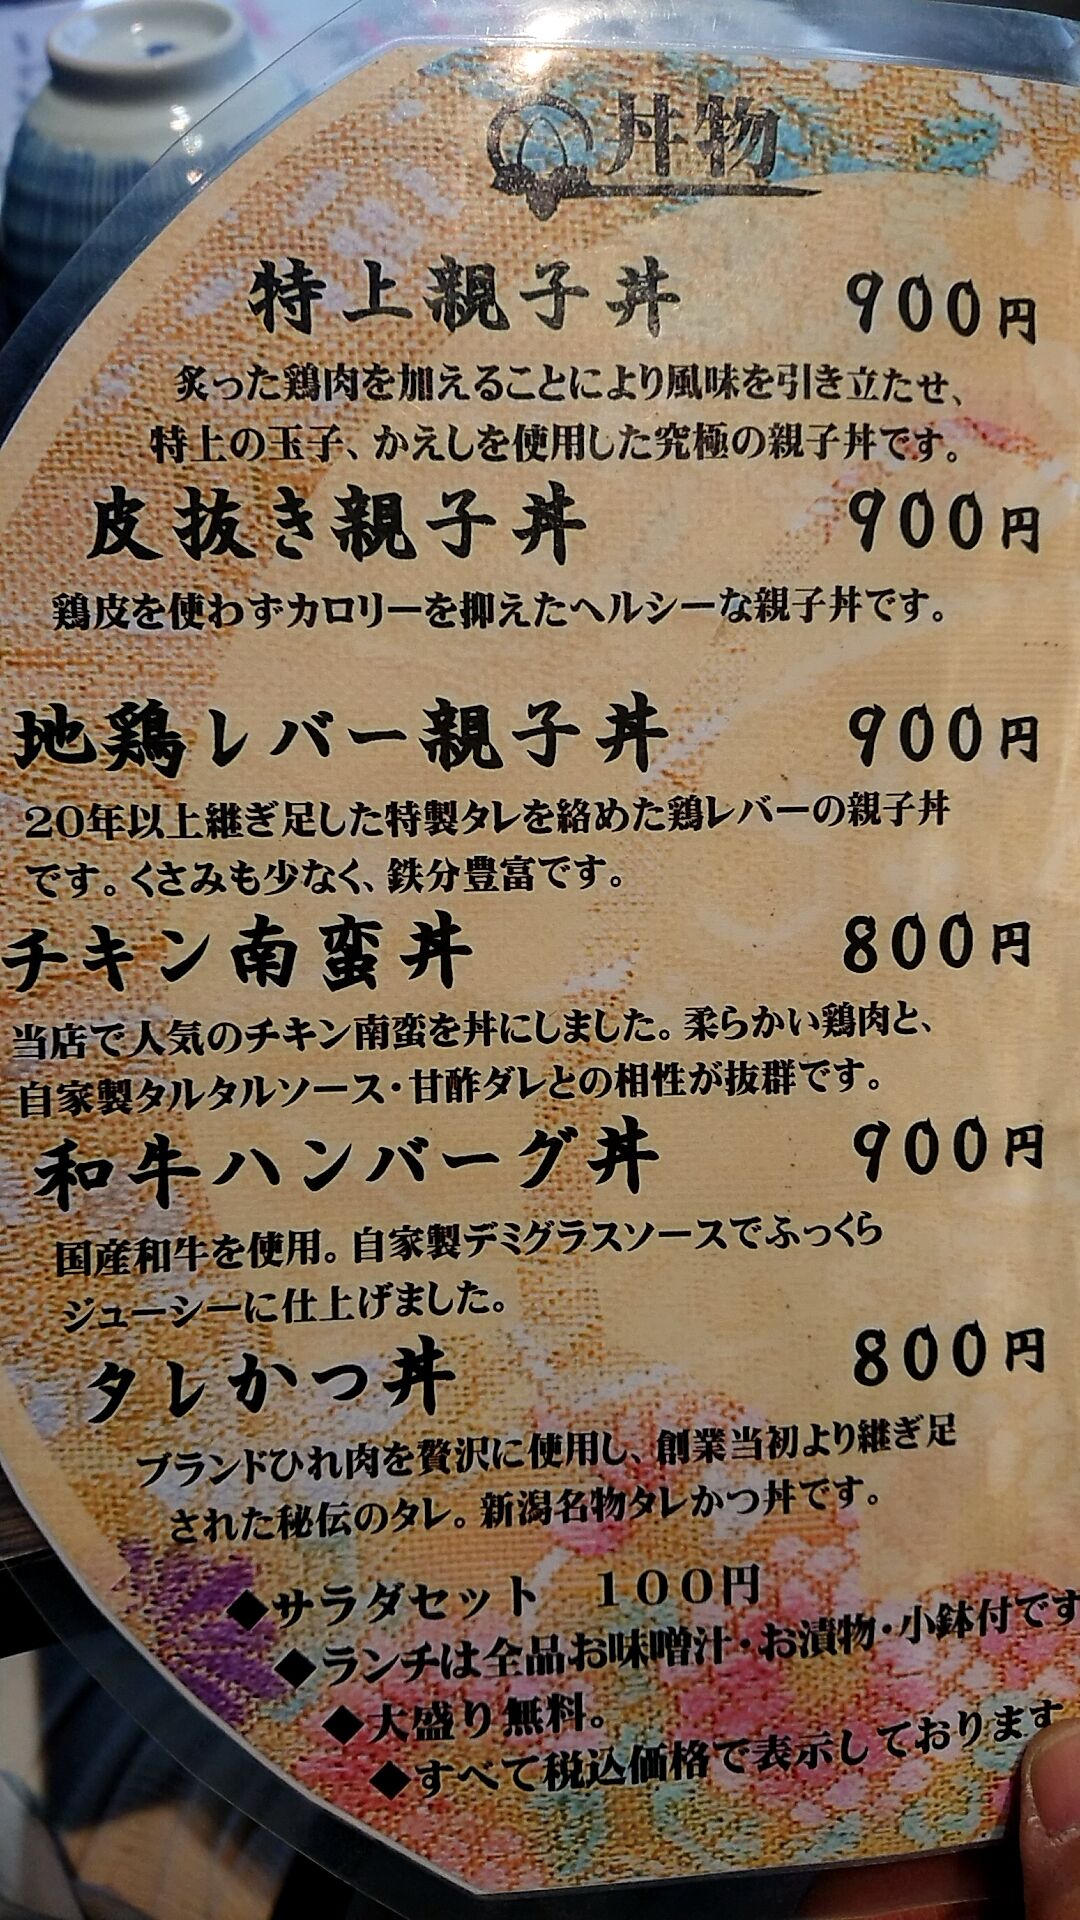 丼物
特上親子丼 900円
炙った鶏肉を加えることにより風味を引き立たせ、
特上の玉子、かえしを使用した究極の親子丼です。
皮抜き親子丼 900円
鶏皮を使わずカロリーを抑えたヘルシーな親子丼です。
地鶏レバー親子丼 900円
20年以上継ぎ足した特製タレを絡めた鶏レバーの親子丼
です。くさみも少なく、鉄分豊富です。
チキン南蛮丼 800円
当店で人気のチキン南蛮を丼にしました。柔らかい鶏肉と、
自家製タルタルソース・甘酢ダレとの相性が抜群です。
和牛ハンバーグ丼 900円
国産和牛を使用。自家製デミグラスソースでふっくら
ジューシーに仕上げました。
タレかつ丼 800円
ブランドひれ肉を贅沢に使用し、創業当初より継ぎ足
された秘伝のタレ。新潟名物タレかつ丼です。
◆サラダセット 100円
◆ランチは全品お味噌汁・お漬物・小鉢付です
◆大盛り無料。
◆すべて税込価格で表示しております